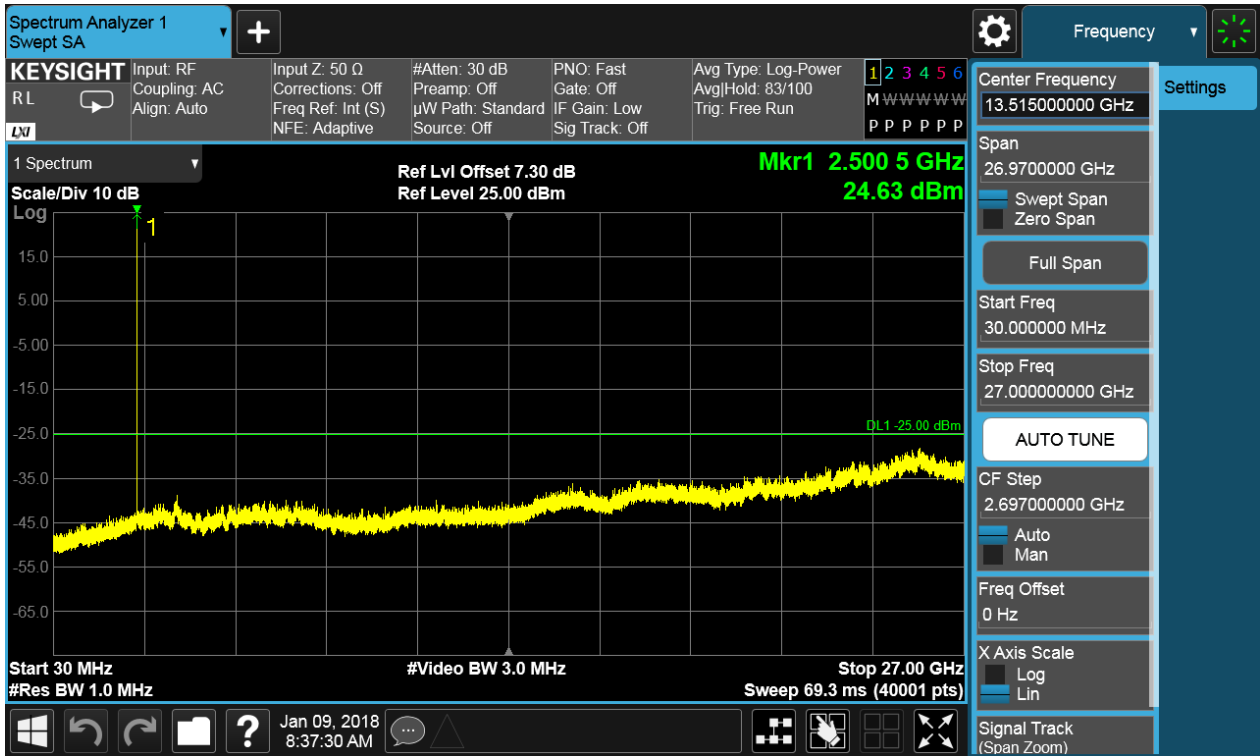 Spectrum Analyzer 1
Swept SA
Frequency
KEYSIGHT
R L
LXI
Input: RF
Coupling: AC
Align: Auto
Input Z: 50 Ω
Corrections: Off
Freq Ref: Int (S)
NFE: Adaptive
#Atten: 30 dB
Preamp: Off
µW Path: Standard
Source: Off
PNO: Fast
Gate: Off
IF Gain: Low
Sig Track: Off
Avg Type: Log-Power
Avg|Hold: 83/100
Trig: Free Run
1 2 3 4 5 6
M W W W W W
P P P P P P
1 Spectrum
Scale/Div 10 dB
Ref Lvl Offset 7.30 dB
Ref Level 25.00 dBm
Mkr1 2.500 5 GHz
24.63 dBm
Log
1
15.0
5.00
-5.00
-15.0
-25.0
-35.0
-45.0
-55.0
-65.0
DL1 -25.00 dBm
Start 30 MHz
#Res BW 1.0 MHz
#Video BW 3.0 MHz
Stop 27.00 GHz
Sweep 69.3 ms (40001 pts)
Center Frequency
13.515000000 GHz
Span
26.9700000 GHz
Swept Span
Zero Span
Full Span
Start Freq
30.000000 MHz
Stop Freq
27.000000000 GHz
AUTO TUNE
CF Step
2.697000000 GHz
Auto
Man
Freq Offset
0 Hz
X Axis Scale
Log
Lin
Signal Track
(Span Zoom)
Settings
?
Jan 09, 2018
8:37:30 AM